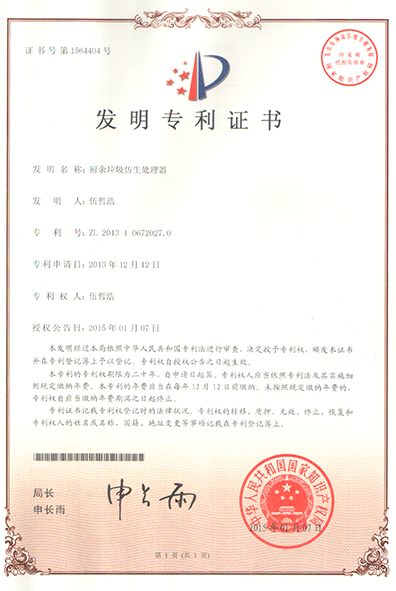 证书号第1564404号
发明专利证书
发明名称：厨余垃圾仿生处理器
发明人：伍哲浩
专利号：ZL 2013 1 0672027.0
专利申请日：2013年12月12日
专利权人：伍哲浩
授权公告日：2015年01月07日
本发明经过本局依照中华人民共和国专利法进行审查，决定授予专利权，颁发本证书
并在专利登记簿上予以登记。专利权自授权公告之日起生效。
本专利的专利权期限为二十年，自申请日起算。专利权人应当依照专利法及其实施细
则规定缴纳年费。本专利的年费应当在每年12月12日前缴纳。未按照规定缴纳年费的，
专利权自应当缴纳年费期满之日起终止。
专利证书记载专利权登记时的法律状况。专利权的转移、质押、无效、终止、恢复和
专利权人的姓名或名称、国籍、地址变更等事项记载在专利登记簿上。
局长
申长雨
申长雨
中华人民共和国国家知识产权局
2015年01月07日
第1页（共1页）